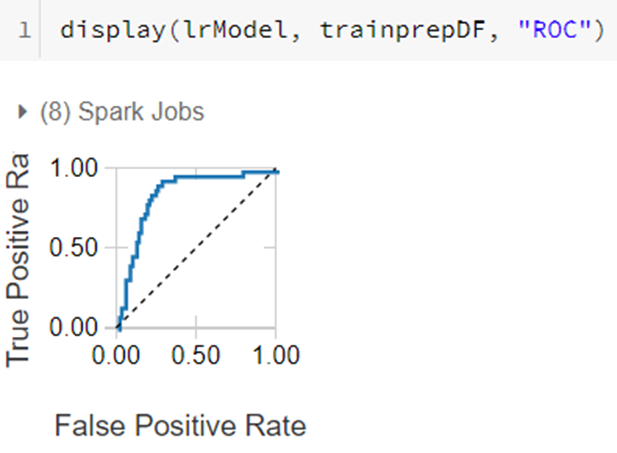 1 display(lrModel, trainprepDF, "ROC")
(8) Spark Jobs
True Positive Ra
1.00
0.50
0.00
0.00 0.50 1.00
False Positive Rate